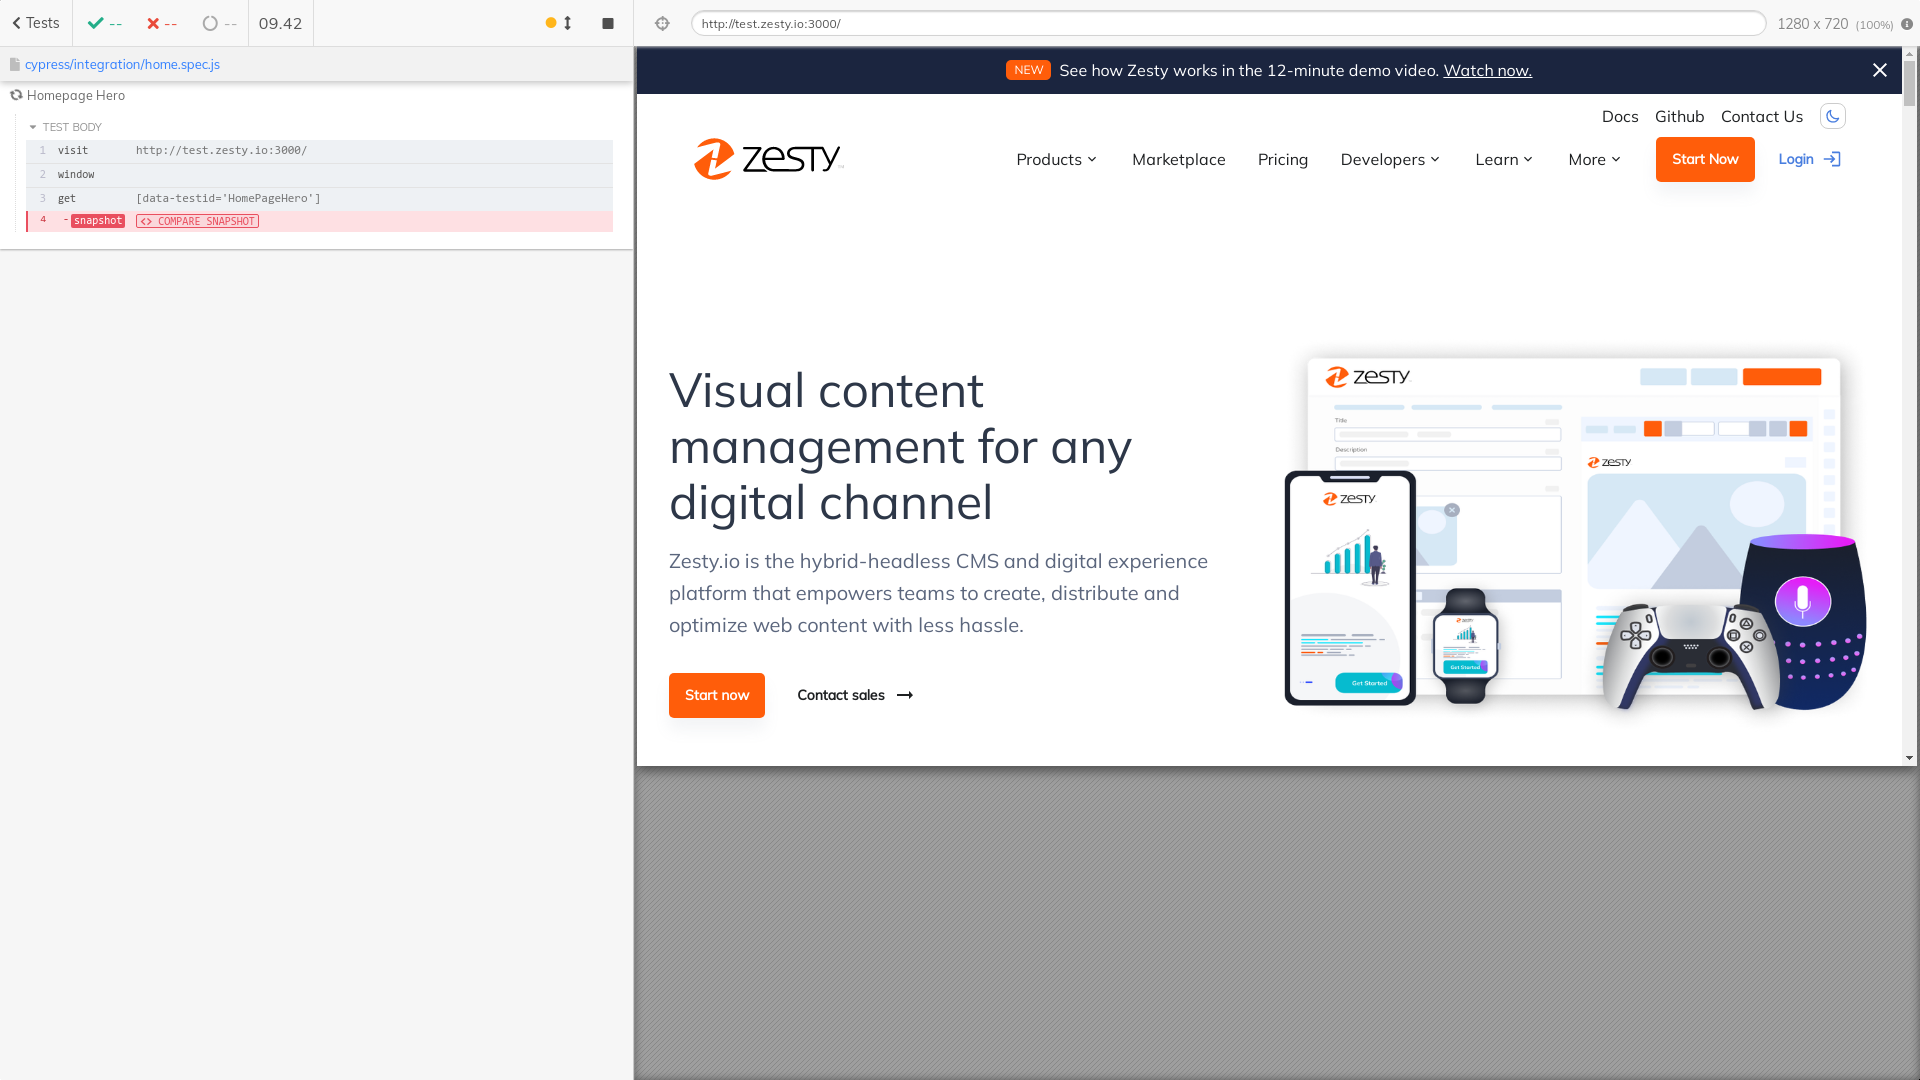 Tests
--
--
--
09.42
http://test.zesty.io:3000/
1280 x 720 (100%)
cypress/integration/home.spec.js
Homepage Hero
TEST BODY
1 visit http://test.zesty.io:3000/
2 window
3 get [data-testid='HomePageHero']
4 -snapshot <> COMPARE SNAPSHOT
NEW See how Zesty works in the 12-minute demo video. Watch now.
Docs Github Contact Us
ZESTY
Products Marketplace Pricing Developers Learn More Start Now Login
Visual content
management for any
digital channel
Zesty.io is the hybrid-headless CMS and digital experience
platform that empowers teams to create, distribute and
optimize web content with less hassle.
Start now Contact sales
ZESTY
Title
Description
ZESTY
ZESTY
Get Started
ZESTY
Get Started